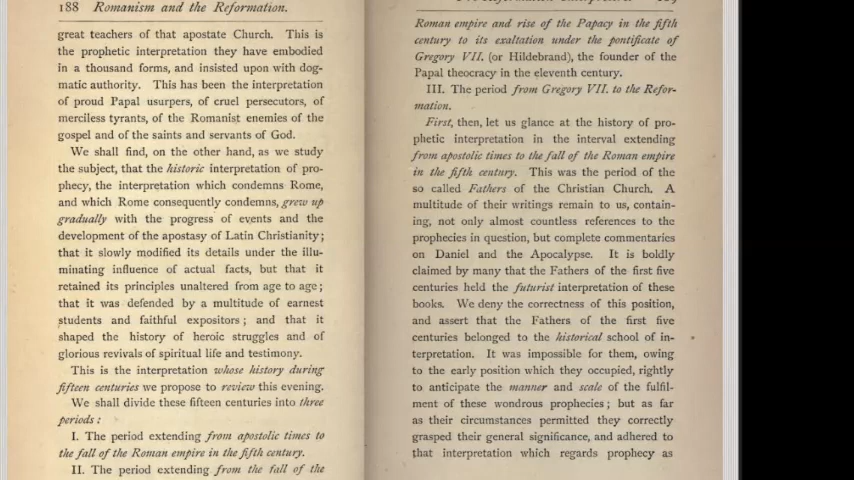 188 Romanism and the Reformation.
great teachers of that apostate Church. This is
the prophetic interpretation they have embodied
in a thousand forms, and insisted upon with dog-
matic authority. This has been the interpretation
of proud Papal usurpers, of cruel persecutors, of
merciless tyrants, of the Romanist enemies of the
gospel and of the saints and servants of God.
We shall find, on the other hand, as we study
the subject, that the historic interpretation of pro-
phecy, the interpretation which condemns Rome,
and which Rome consequently condemns, grew up
gradually with the progress of events and the
development of the apostasy of Latin Christianity;
that it slowly modified its details under the illu-
minating influence of actual facts, but that it
retained its principles unaltered from age to age;
that it was defended by a multitude of earnest
students and faithful expositors; and that it
shaped the history of heroic struggles and of
glorious revivals of spiritual life and testimony.
This is the interpretation whose history during
fifteen centuries we propose to review this evening.
We shall divide these fifteen centuries into three
periods:
I. The period extending from apostolic times to
the fall of the Roman empire in the fifth century.
II. The period extending from the fall of the
Roman empire and rise of the Papacy in the fifth
century to its exaltation under the pontificate of
Gregory VII. (or Hildebrand), the founder of the
Papal theocracy in the eleventh century.
III. The period from Gregory VII. to the Refor-
mation.
First, then, let us glance at the history of pro-
phetic interpretation in the interval extending
from apostolic times to the fall of the Roman empire
in the fifth century. This was the period of the
so called Fathers of the Christian Church. A
multitude of their writings remain to us, contain-
ing, not only almost countless references to the
prophecies in question, but complete commentaries
on Daniel and the Apocalypse. It is boldly
claimed by many that the Fathers of the first five
centuries held the futurist interpretation of these
books. We deny the correctness of this position,
and assert that the Fathers of the first five
centuries belonged to the historical school of in-
terpretation. It was impossible for them, owing
to the early position which they occupied, rightly
to anticipate the manner and scale of the fulfil-
ment of these wondrous prophecies; but as far
as their circumstances permitted they correctly
grasped their general significance, and adhered to
that interpretation which regards prophecy as